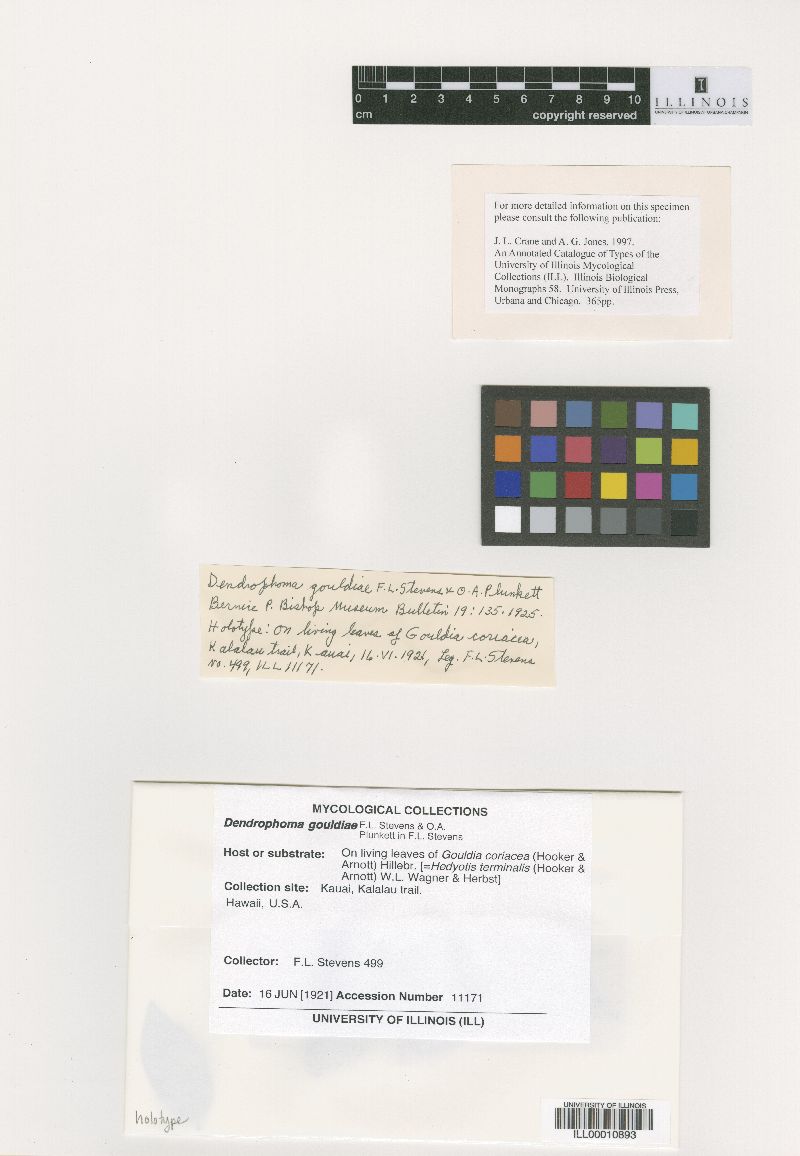 0 1 2 3 4 5 6 7 8 9 10
cm copyright reserved
ILLINOIS
UNIVERSITY OF ILLINOIS AT URBANA-CHAMPAIGN
For more detailed information on this specimen
please consult the following publication:
J. L. Crane and A. G. Jones. 1997.
An Annotated Catalogue of Types of the
University of Illinois Mycological
Collections (ILL). Illinois Biological
Monographs 58. University of Illinois Press,
Urbana and Chicago. 365pp.
Dendrophoma gouldiae F.L. Stevens & O.A. Plunkett
Bernice P. Bishop Museum Bulletin 19: 135. 1925.
Holotype: On living leaves of Gouldia coriacea,
Kalalau trail, Kauai, 16.VI.1921, Leg. F.L. Stevens
No. 499, ILL 11171.
MYCOLOGICAL COLLECTIONS
Dendrophoma gouldiae F.L. Stevens & O.A.
Plunkett in F.L. Stevens
Host or substrate: On living leaves of Gouldia coriacea (Hooker &
Arnott) Hillebr. [=Hedyotis terminalis (Hooker &
Arnott) W.L. Wagner & Herbst]
Collection site: Kauai, Kalalau trail.
Hawaii, U.S.A.
Collector: F.L. Stevens 499
Date: 16 JUN [1921] Accession Number 11171
UNIVERSITY OF ILLINOIS (ILL)
holotype
UNIVERSITY OF ILLINOIS
ILL00010893